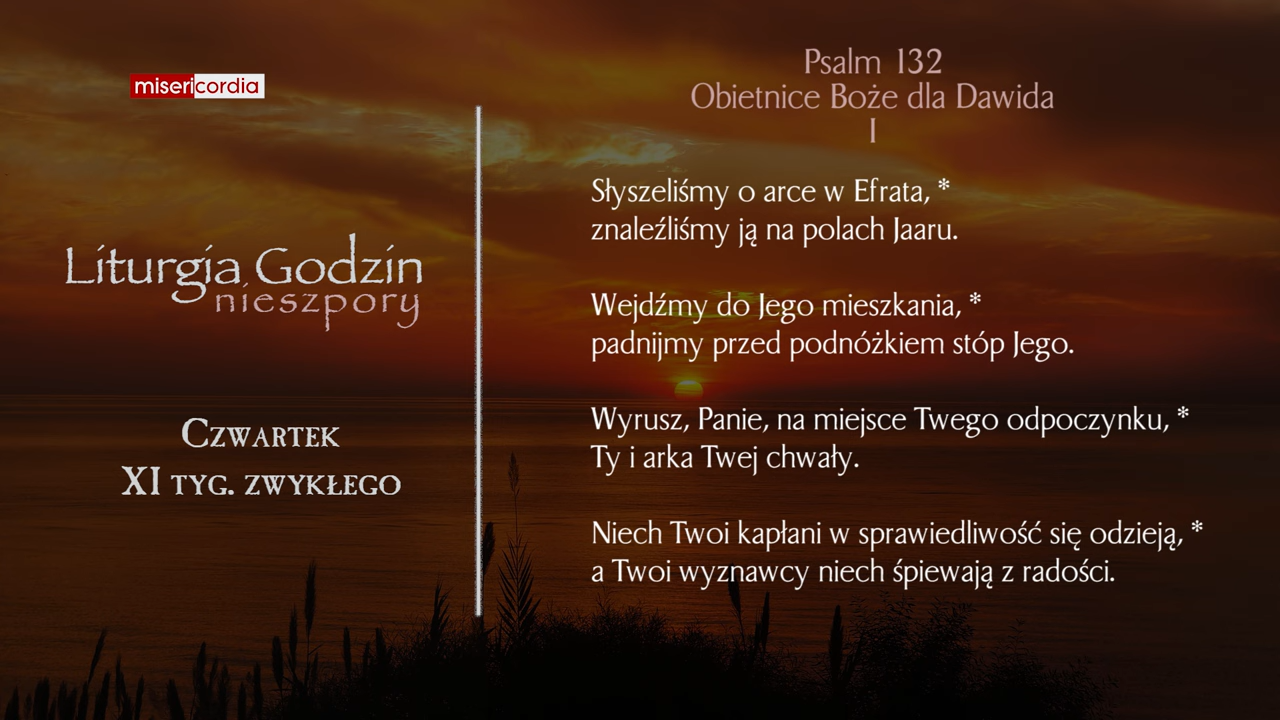 misericordia
Liturgia Godzin
nieszpory
Czwartek
XI tyg. zwykłego
Psalm 132
Obietnice Boże dla Dawida
I
Słyszeliśmy o arce w Efrata, *
znaleźliśmy ją na polach Jaaru.
Wejdźmy do Jego mieszkania, *
padnijmy przed podnóżkiem stóp Jego.
Wyrusz, Panie, na miejsce Twego odpoczynku, *
Ty i arka Twej chwały.
Niech Twoi kapłani w sprawiedliwość się odzieją, *
a Twoi wyznawcy niech śpiewają z radości.